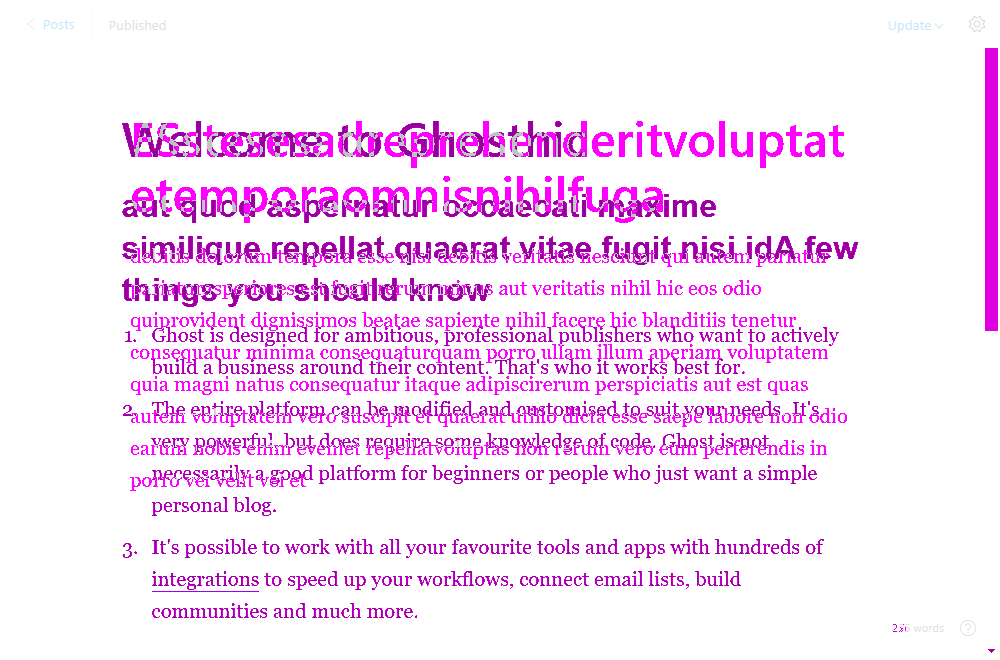 Posts
Published
Update
Welcome to Ghosthic
voluptat
etemporaomnisnihilfuga
aut quod aspernatur occaecati maxime
similique repellat quaerat vitae fugit nisi idA few
debitis dolorum tempora esse nisi debitis veritatis nesciunt qui autem pariatur
things you should know
rerum minus aut veritatis nihil hic eos odio
quiprovident dignissimos beatae sapiente nihil facere hic blanditiis tenetur
1. Ghost is designed for ambitious, professional publishers who want to actively
consequatur minima consequaturquam porro ullam illum aperiam voluptatem
build a business around their content. That's who it works best for.
quia magni natus consequatur itaque adipiscirerum perspiciatis aut est quas
2. The entire platform can be modified and customised to suit your needs. It's
autem voluptatem vero suscipit et quaerat utilio dicta esse saepe labore non odio
very powerful, but does require some knowledge of code. Ghost is not
earum nobis enim eveniet repellatvoluptas non rerum vero eum perferendis in
necessarily a good platform for beginners or people who just want a simple
porro vel velit vel et
personal blog.
3. It's possible to work with all your favourite tools and apps with hundreds of
integrations to speed up your workflows, connect email lists, build
communities and much more.
words
?